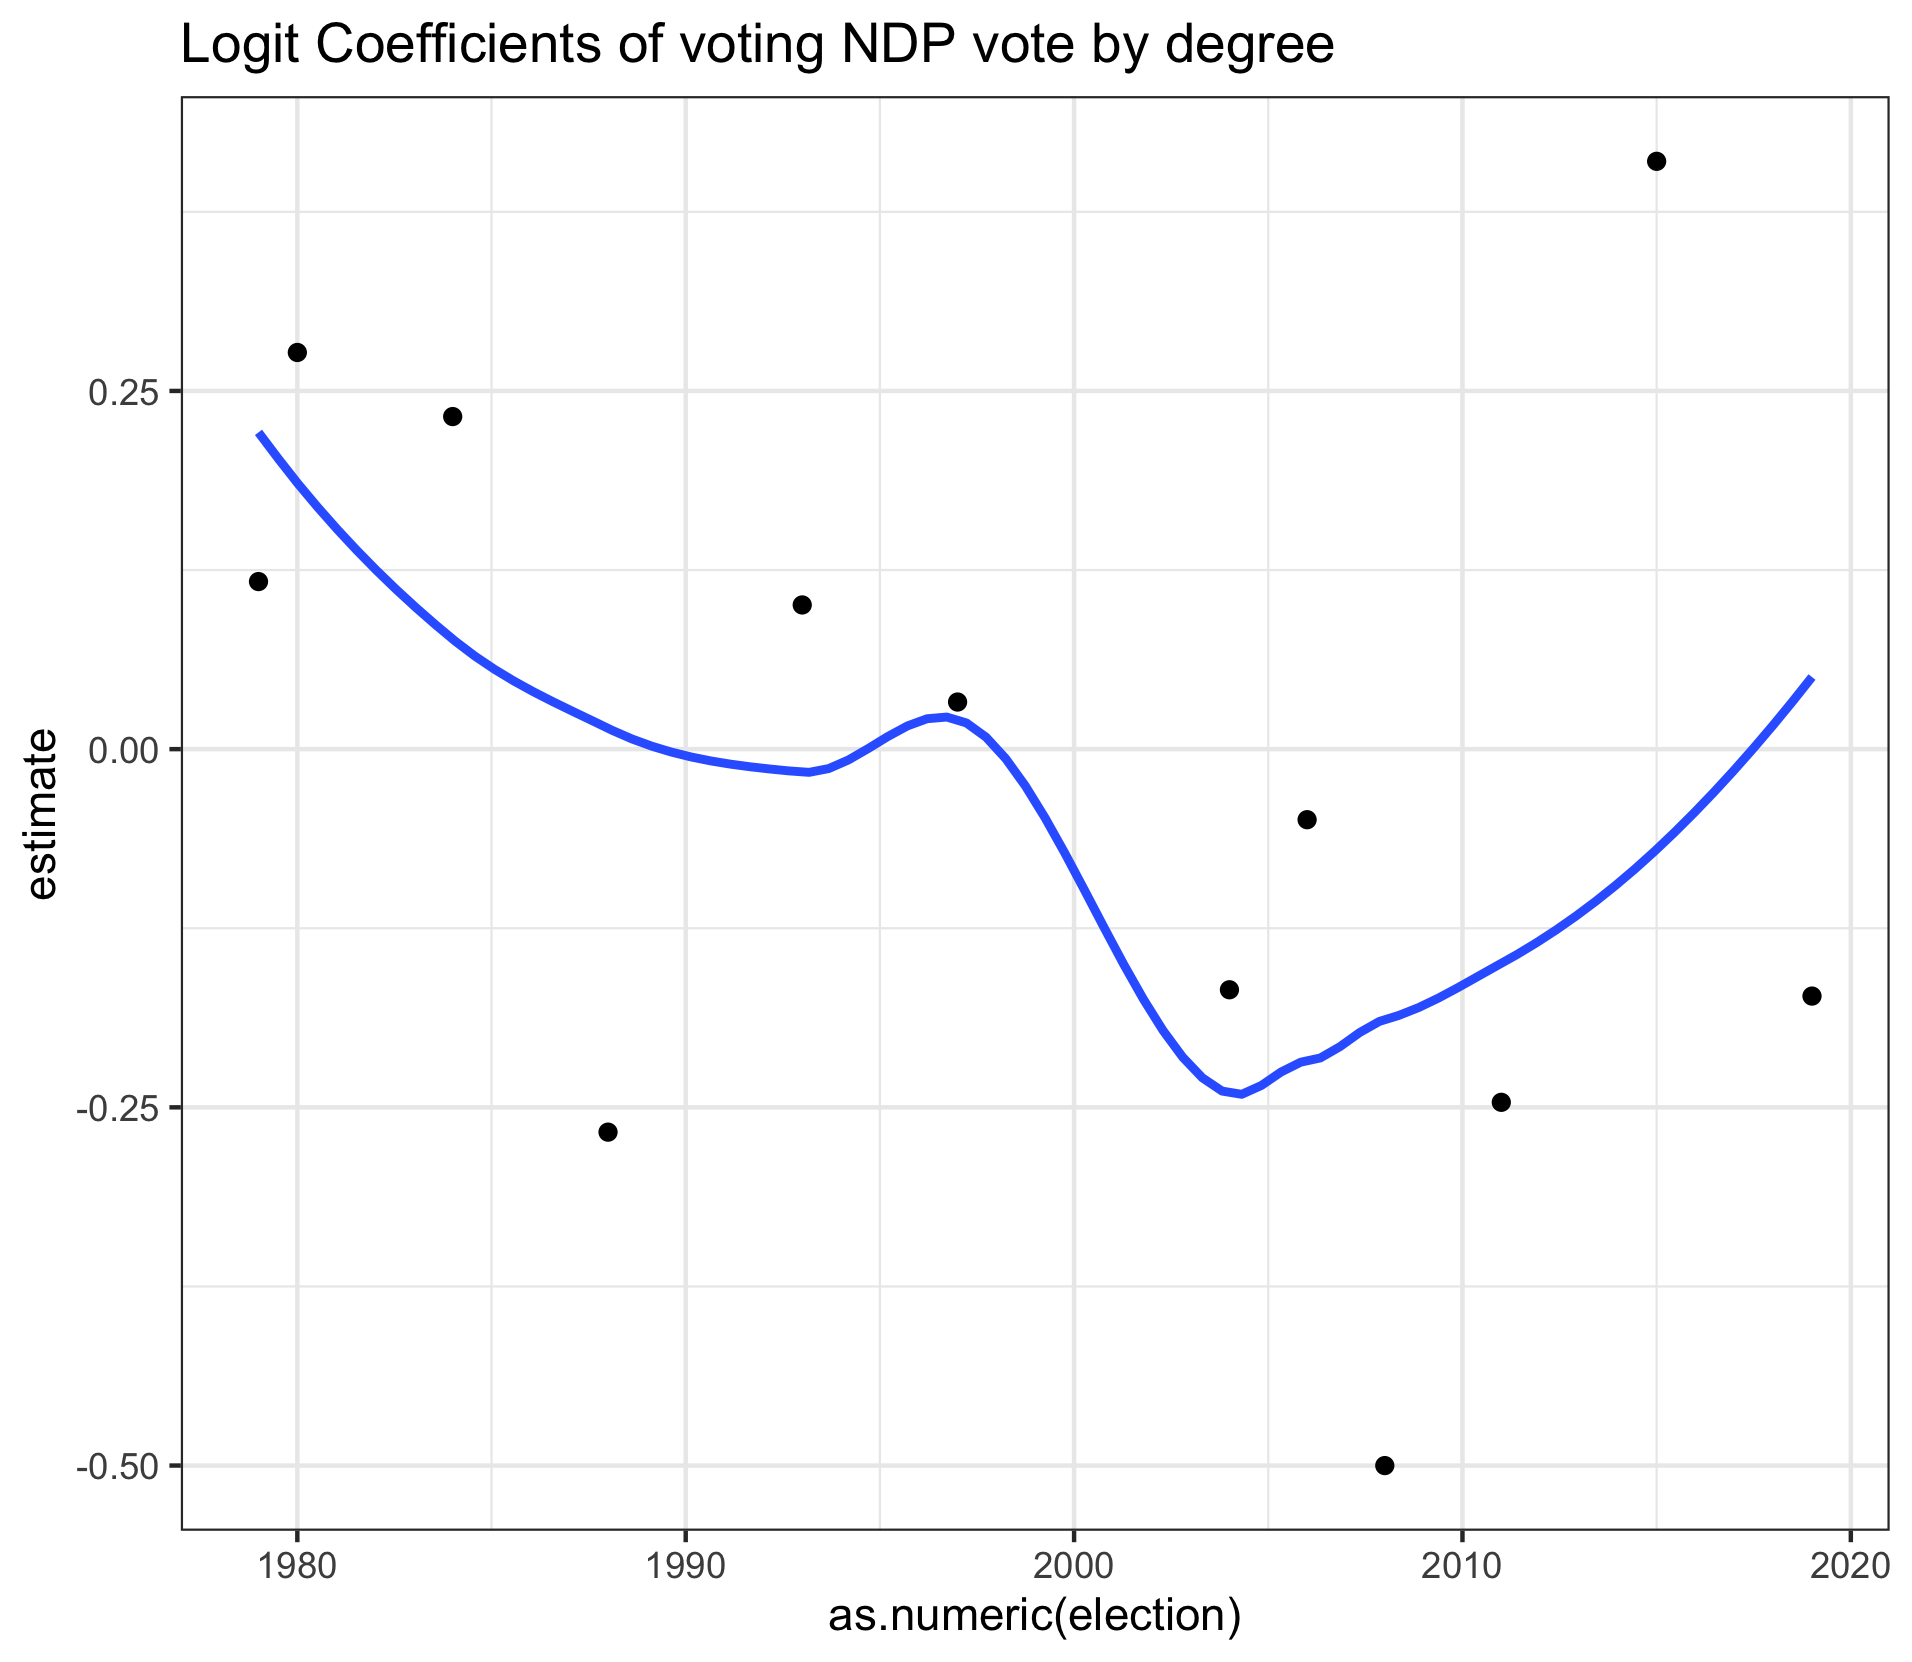 Logit Coefficients of voting NDP vote by degree
estimate
0.25
0.00
-0.25
-0.50
1980 1990 2000 2010 2020
as.numeric(election)